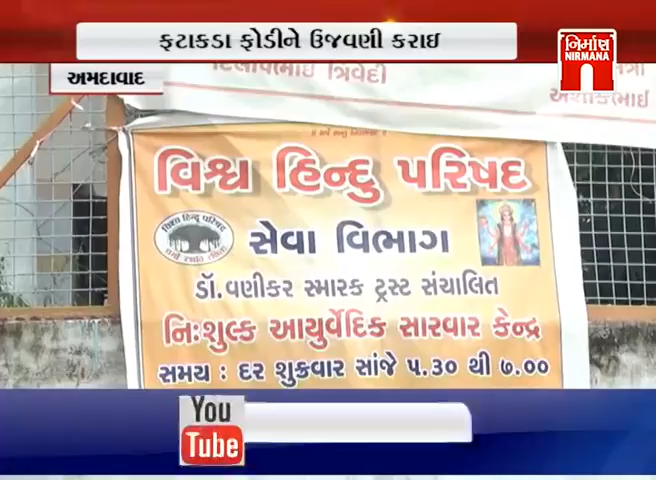 ફટાકડા ફોડીને ઉજવણી કરાઇ
નિર્માણ
NIRMANA
અમદાવાદ
ત્રિવેદી
વિશ્વ હિન્દુ પરિષદ
સેવા વિભાગ
ડૉ. વણીકર સ્મારક ટ્રસ્ટ સંચાલિત
નિઃશુલ્ક આયુર્વેદિક સારવાર કેન્દ્ર
સમય : દર શુક્રવાર સાંજે ૫.૩૦ થી ૭.૦૦
You
Tube